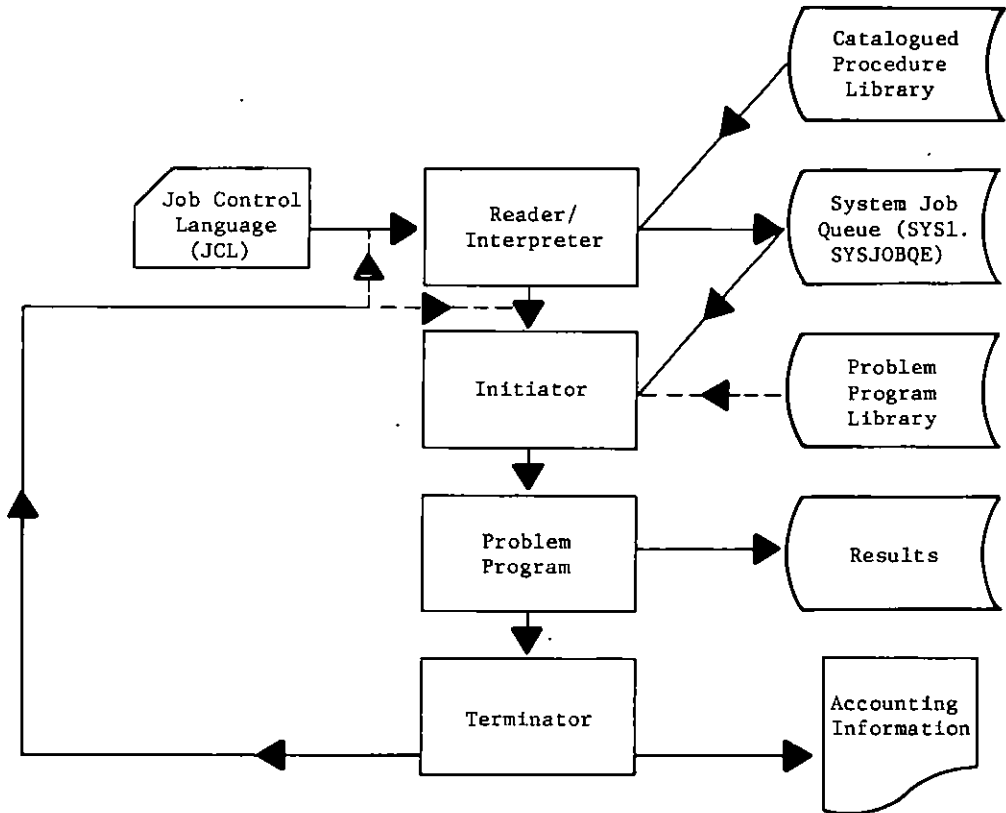 Catalogued
Procedure
Library
Job Control
Language
(JCL)
Reader/
Interpreter
System Job
Queue (SYS1.
SYSJOBQE)
Initiator
Problem
Program
Library
Problem
Program
Results
Terminator
Accounting
Information